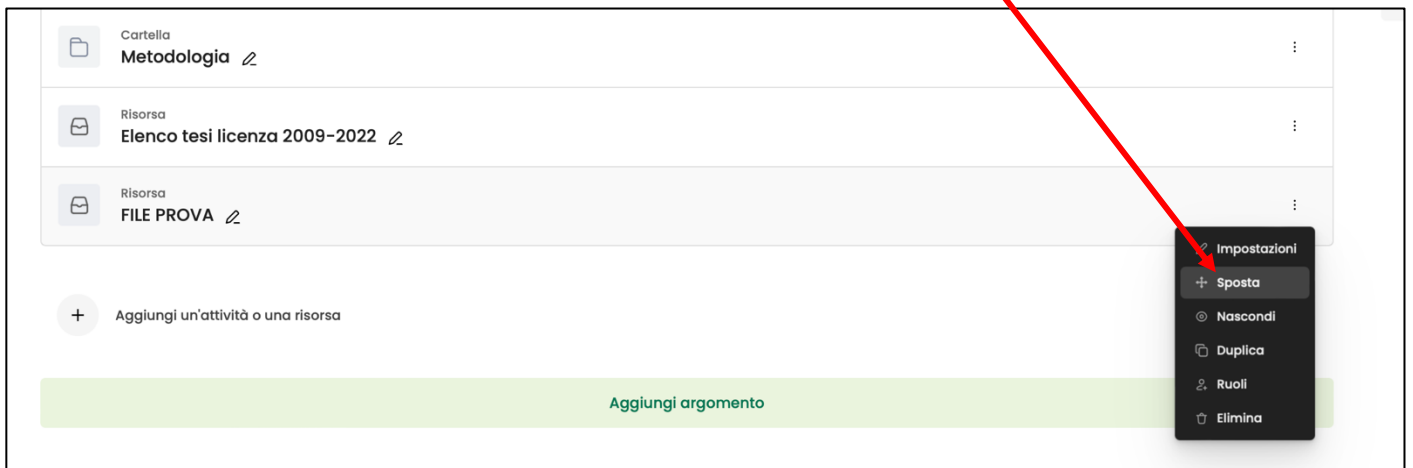 Cartella
Metodologia
Risorsa
Elenco tesi licenza 2009-2022
Risorsa
FILE PROVA
Impostazioni
Sposta
Nascondi
Duplica
Ruoli
Elimina
Aggiungi un'attività o una risorsa
Aggiungi argomento